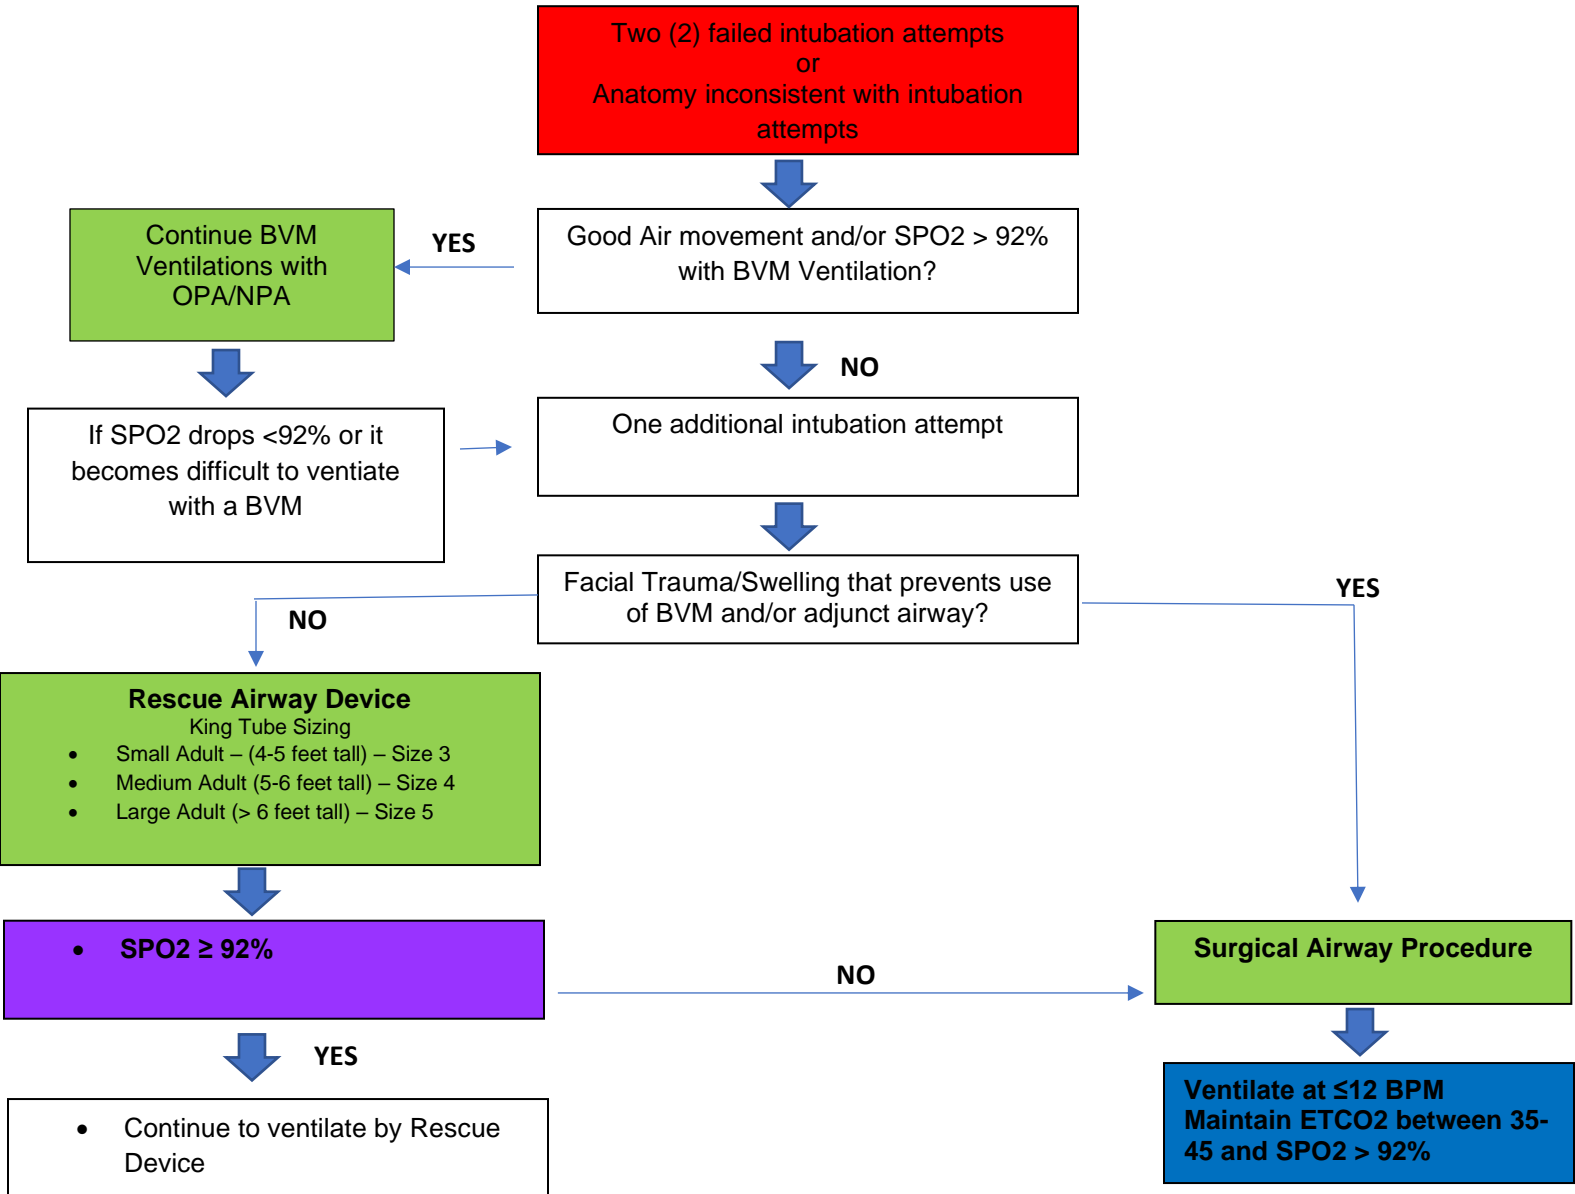 Two (2) failed intubation attempts
or
Anatomy inconsistent with intubation
attempts
Continue BVM
Ventilations with
OPA/NPA
YES
Good Air movement and/or SPO2 > 92%
with BVM Ventilation?
NO
If SPO2 drops <92% or it
becomes difficult to ventiate
with a BVM
One additional intubation attempt
Facial Trauma/Swelling that prevents use
of BVM and/or adjunct airway?
YES
NO
Rescue Airway Device
King Tube Sizing
• Small Adult – (4-5 feet tall) – Size 3
• Medium Adult (5-6 feet tall) – Size 4
• Large Adult (> 6 feet tall) – Size 5
• SPO2 ≥ 92%
NO
Surgical Airway Procedure
YES
Ventilate at ≤12 BPM
Maintain ETCO2 between 35-
45 and SPO2 > 92%
• Continue to ventilate by Rescue
Device